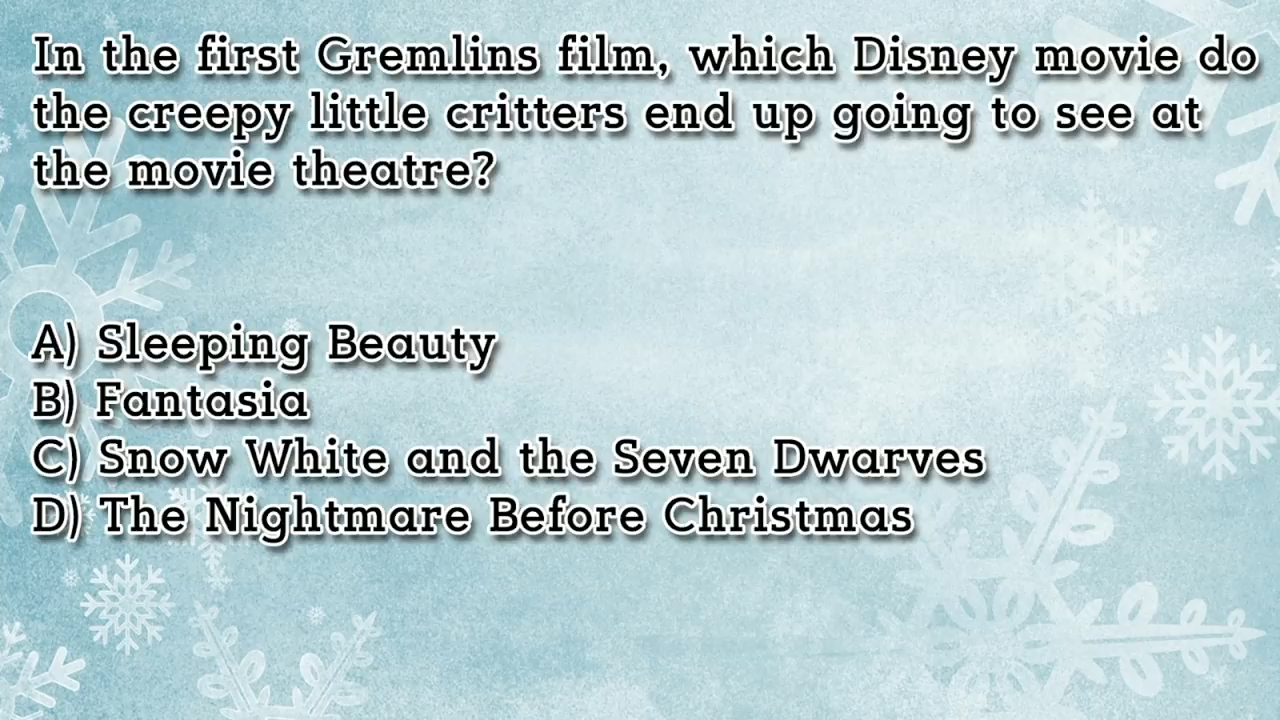 In the first Gremlins film, which Disney movie do
the creepy little critters end up going to see at
the movie theatre?
A) Sleeping Beauty
B) Fantasia
C) Snow White and the Seven Dwarves
D) The Nightmare Before Christmas